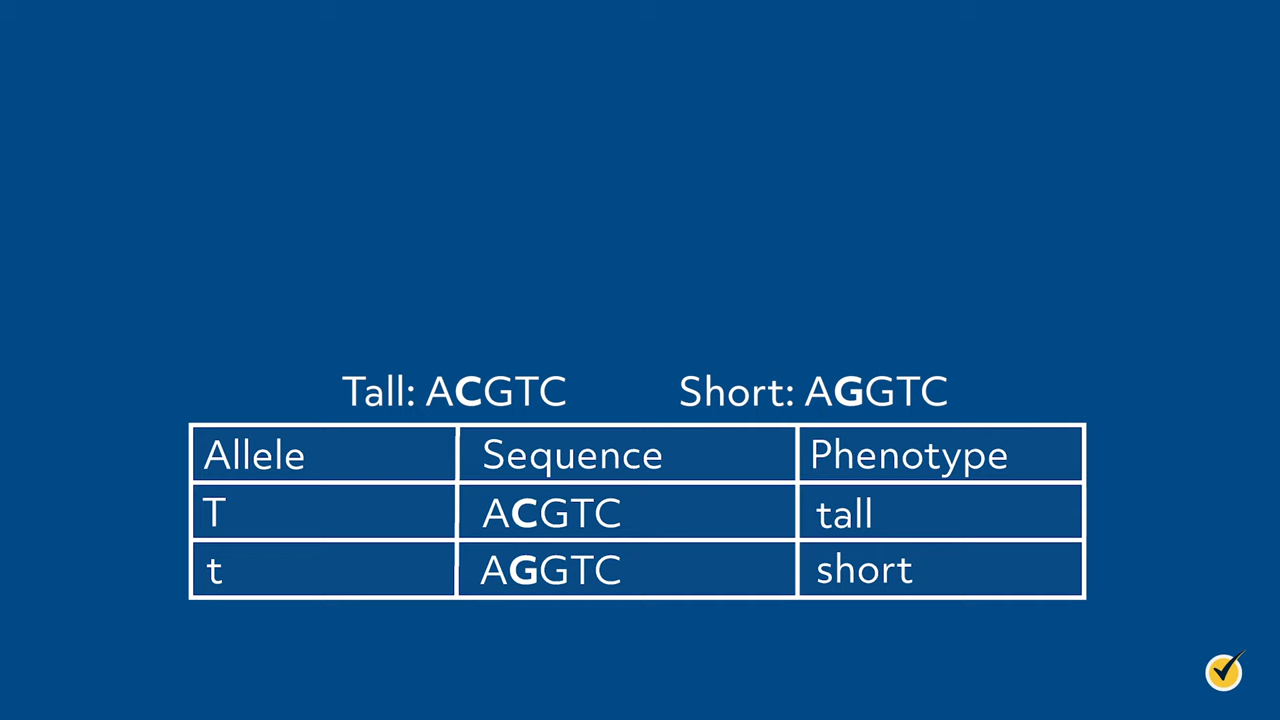 Tall: ACGTC Short: AGGTC
Allele Sequence Phenotype
T ACGTC tall
t AGGTC short